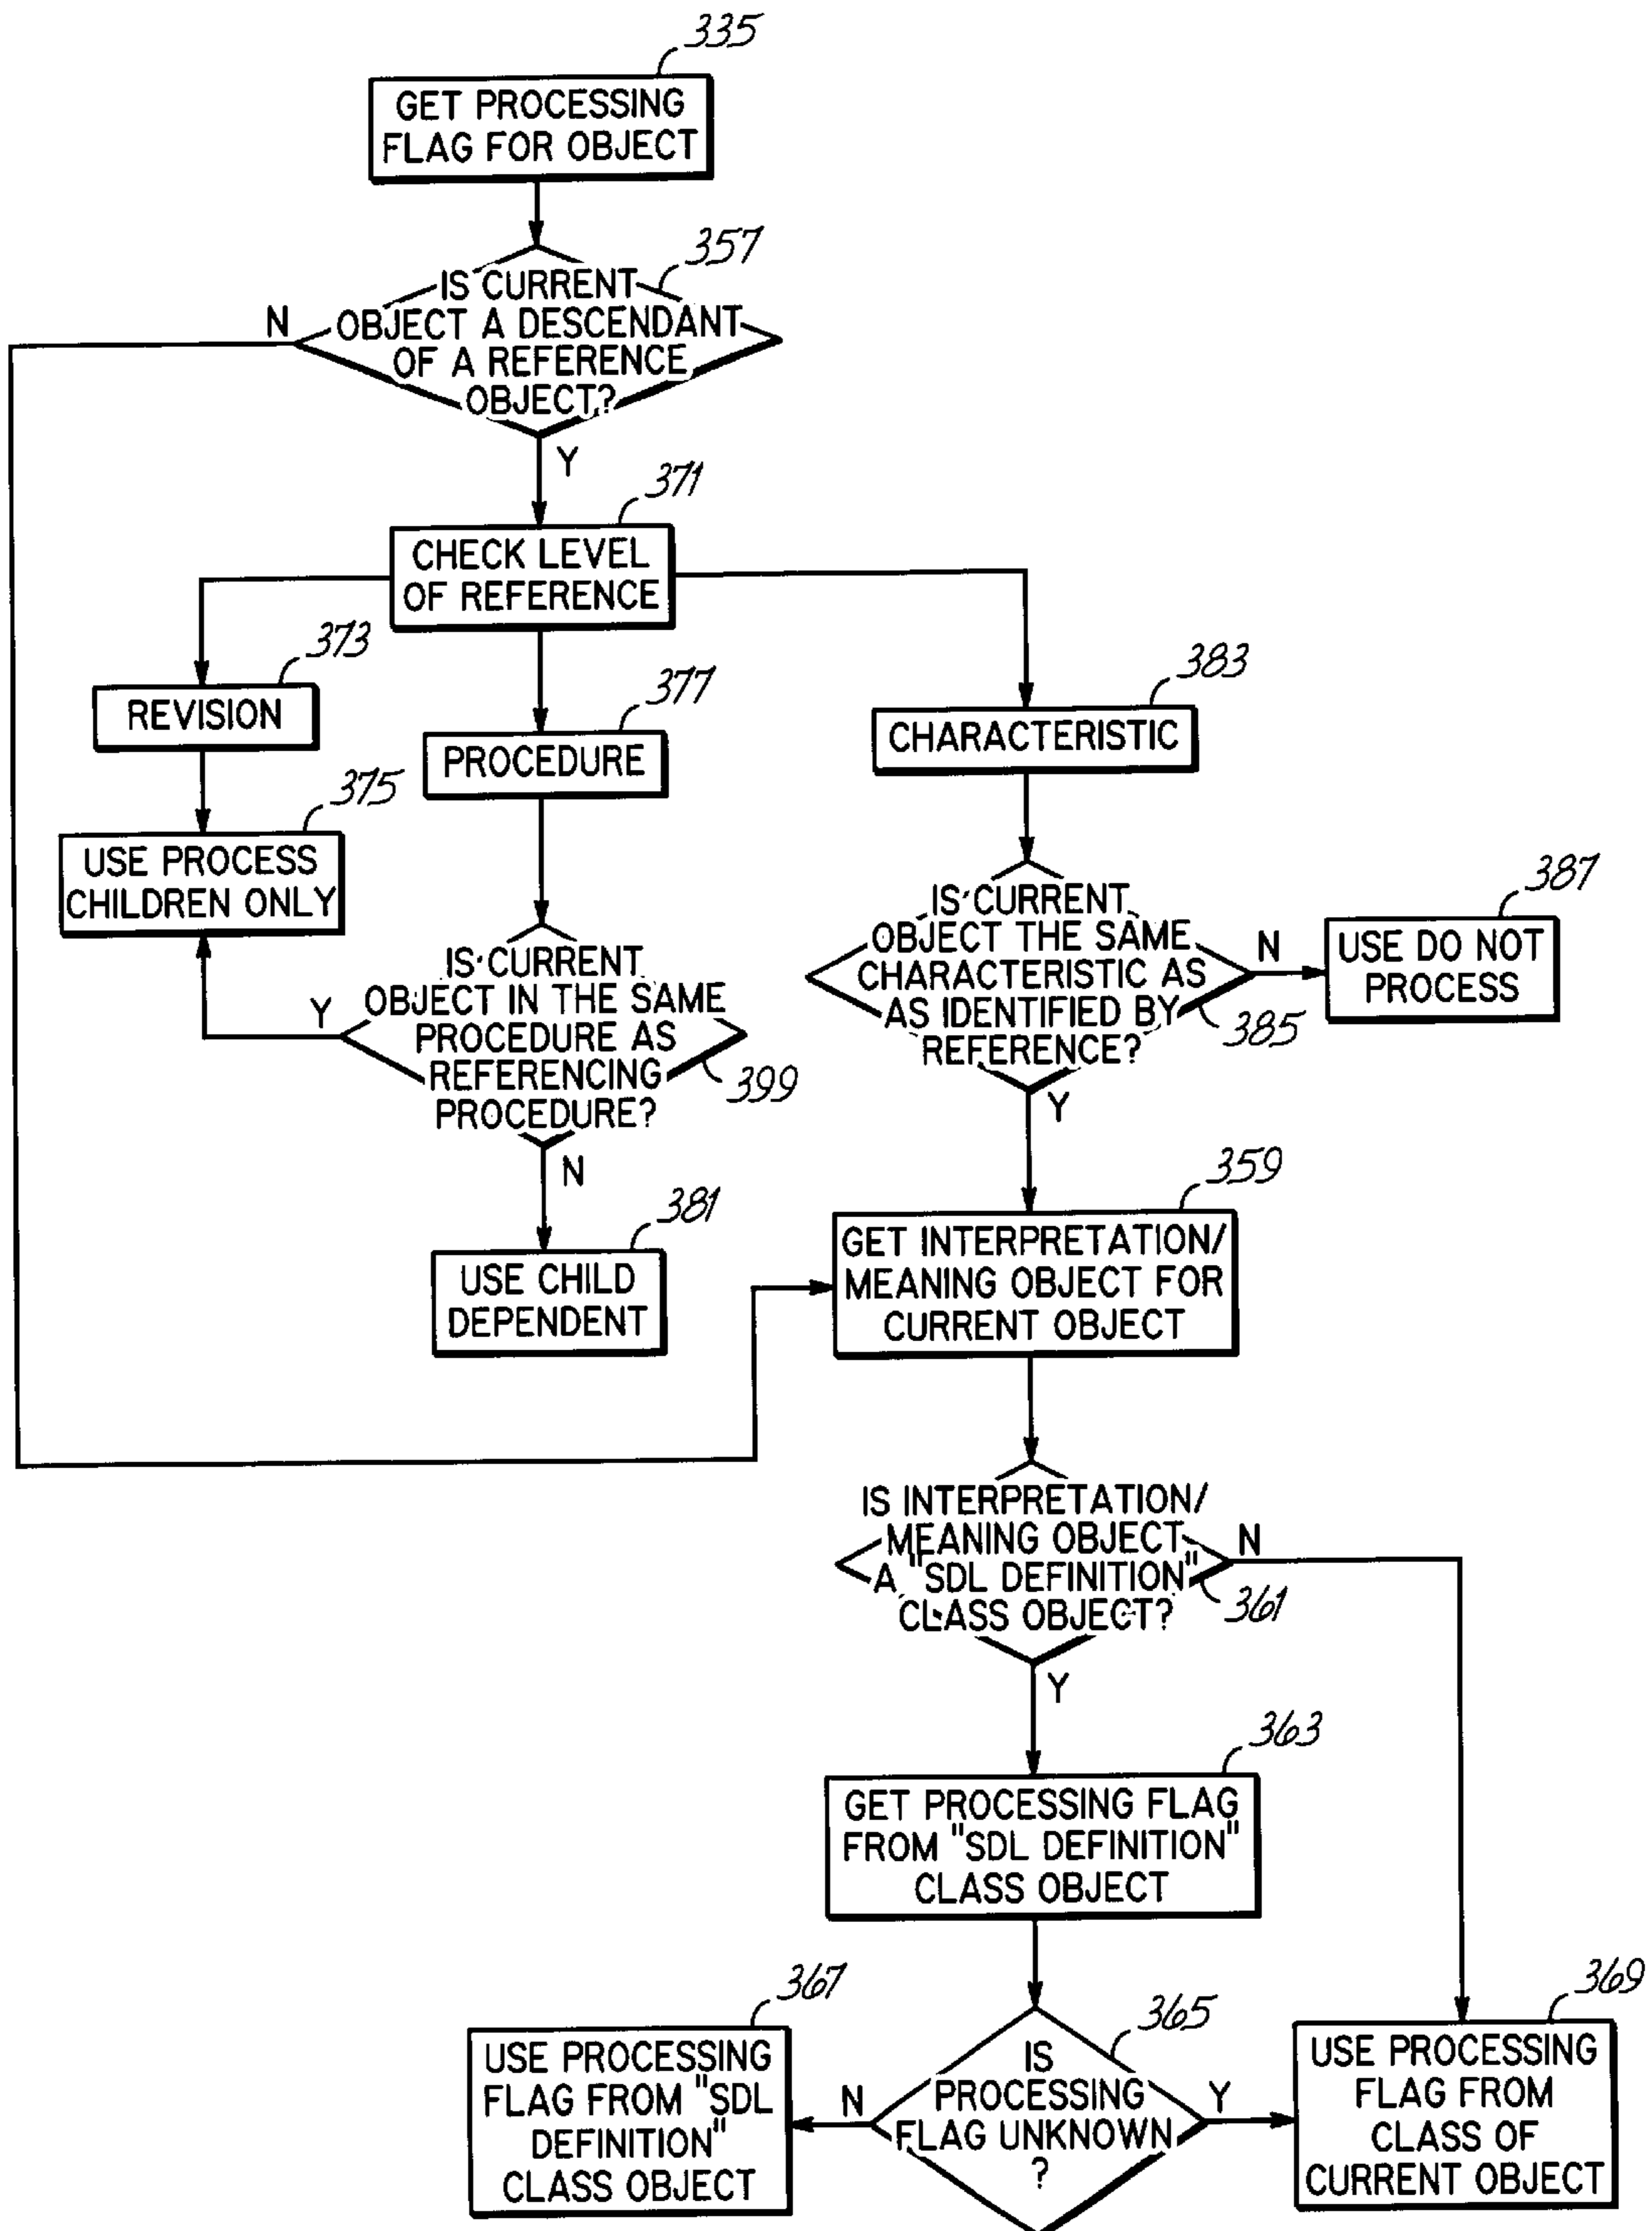 335
GET PROCESSING
FLAG FOR OBJECT
357
IS CURRENT
OBJECT A DESCENDANT
OF A REFERENCE
OBJECT?
N
Y
371
CHECK LEVEL
OF REFERENCE
373
REVISION
377
PROCEDURE
383
CHARACTERISTIC
375
USE PROCESS
CHILDREN ONLY
IS CURRENT
OBJECT IN THE SAME
PROCEDURE AS
REFERENCING
PROCEDURE?
399
Y
N
IS CURRENT
OBJECT THE SAME
CHARACTERISTIC AS
AS IDENTIFIED BY
REFERENCE?
385
N
Y
387
USE DO NOT
PROCESS
381
USE CHILD
DEPENDENT
359
GET INTERPRETATION/
MEANING OBJECT FOR
CURRENT OBJECT
IS INTERPRETATION/
MEANING OBJECT
A "SDL DEFINITION"
CLASS OBJECT?
361
N
Y
363
GET PROCESSING FLAG
FROM "SDL DEFINITION"
CLASS OBJECT
365
IS
PROCESSING
FLAG UNKNOWN
?
N
Y
367
USE PROCESSING
FLAG FROM "SDL
DEFINITION"
CLASS OBJECT
369
USE PROCESSING
FLAG FROM
CLASS OF
CURRENT OBJECT